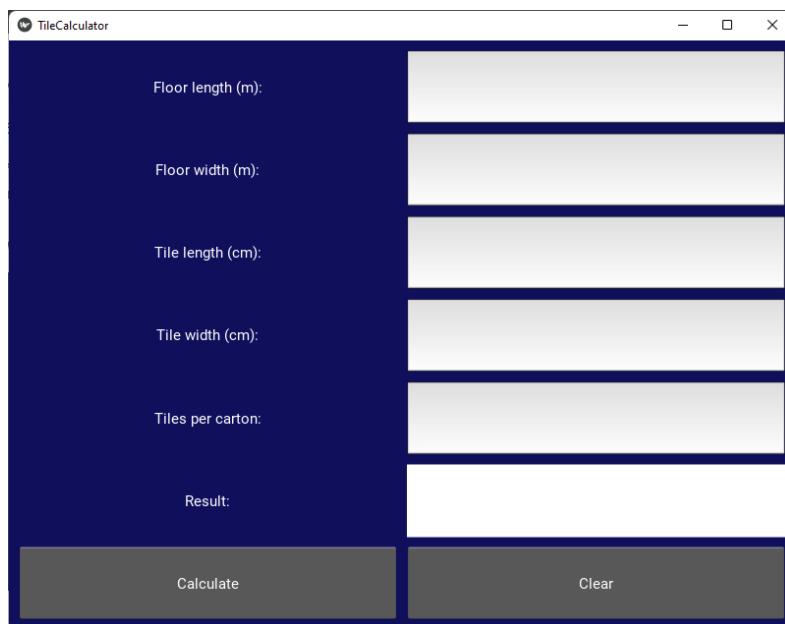 TileCalculator
Floor length (m):
Floor width (m):
Tile length (cm):
Tile width (cm):
Tiles per carton:
Result:
Calculate
Clear